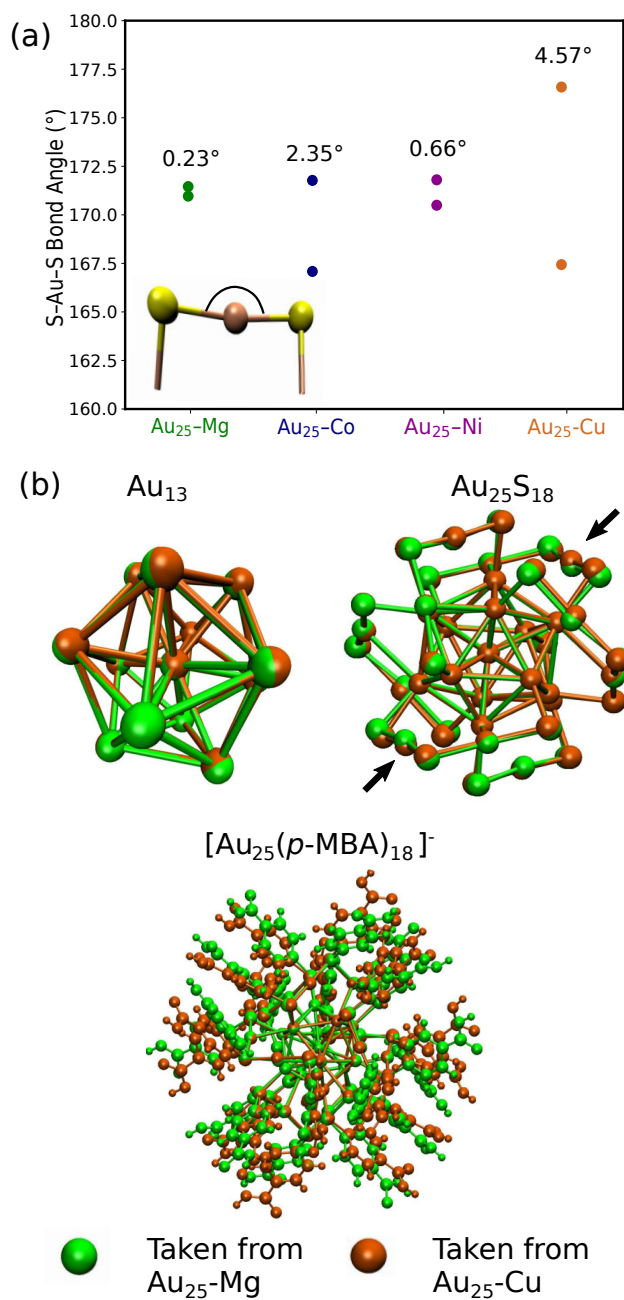 (a)
180.0
177.5
175.0
172.5
170.0
167.5
165.0
162.5
160.0
S–Au–S Bond Angle (°)
0.23°
2.35°
0.66°
4.57°
Au₂₅–Mg
Au₂₅–Co
Au₂₅–Ni
Au₂₅-Cu
(b)
Au₁₃
Au₂₅S₁₈
[Au₂₅(p-MBA)₁₈]⁻
Taken from
Au₂₅-Mg
Taken from
Au₂₅-Cu